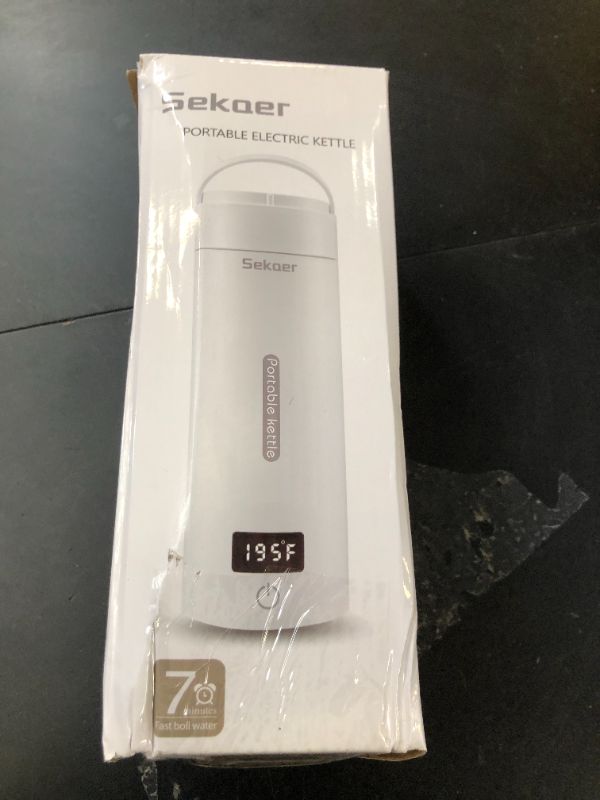 Sekaer
PORTABLE ELECTRIC KETTLE
Sekaer
Portable kettle
195°F
7
minutes
Fast boil water